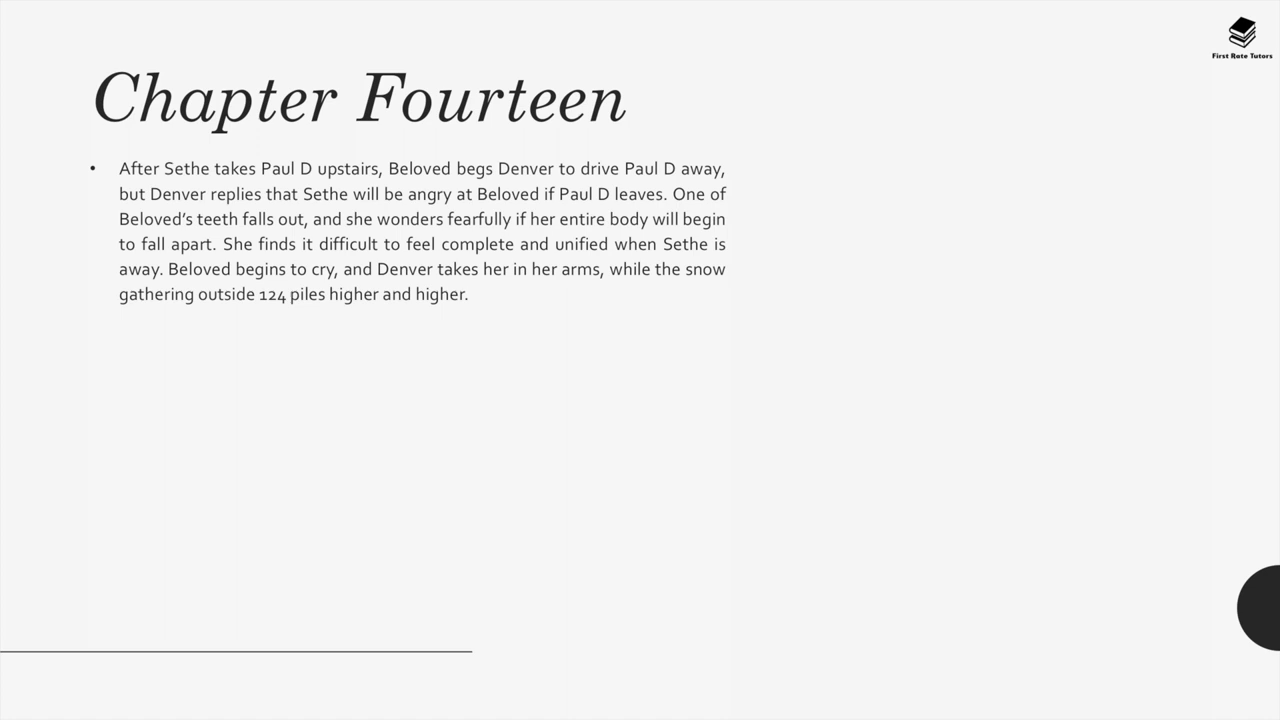 First Rate Tutors
Chapter Fourteen
• After Sethe takes Paul D upstairs, Beloved begs Denver to drive Paul D away,
but Denver replies that Sethe will be angry at Beloved if Paul D leaves. One of
Beloved’s teeth falls out, and she wonders fearfully if her entire body will begin
to fall apart. She finds it difficult to feel complete and unified when Sethe is
away. Beloved begins to cry, and Denver takes her in her arms, while the snow
gathering outside 124 piles higher and higher.